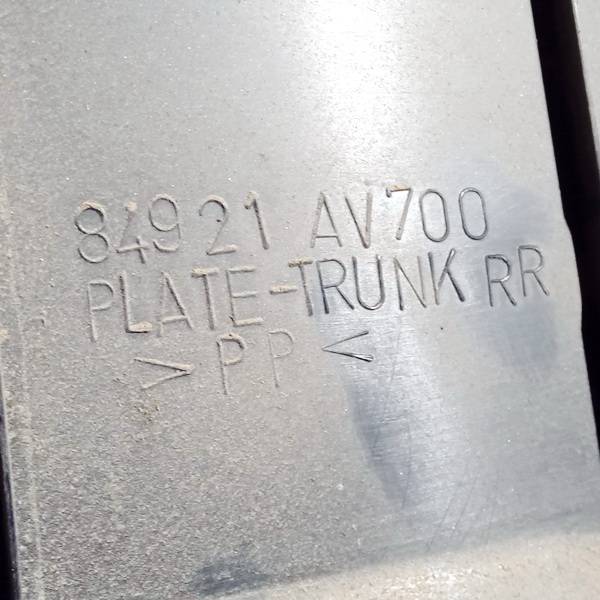 84921 AV700
PLATE-TRUNK RR
>PP<